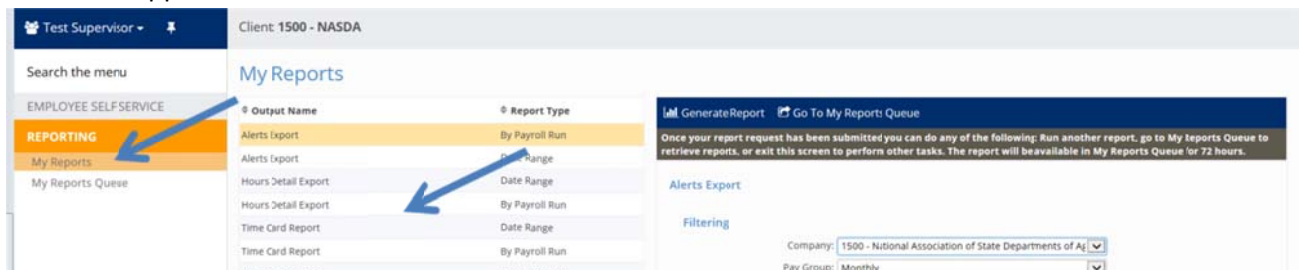 Test Supervisor
Client: 1500 - NASDA
Search the menu
My Reports
EMPLOYEE SELF SERVICE
Output Name
Report Type
Generate Report
Go To My Reports Queue
REPORTING
Alerts Export
By Payroll Run
Once your report request has been submitted you can do any of the following: Run another report, go to My Reports Queue to
retrieve reports, or exit this screen to perform other tasks. The report will be available in My Reports Queue for 72 hours.
My Reports
Alerts Export
Date Range
My Reports Queue
Hours Detail Export
Date Range
Alerts Export
Hours Detail Export
By Payroll Run
Filtering
Time Card Report
Date Range
Company: 1500 - National Association of State Departments of Ag
Time Card Report
By Payroll Run
Pay Group: Monthly